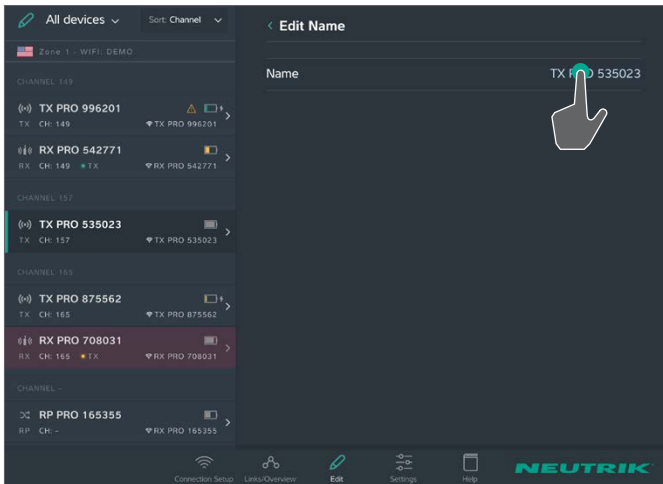 All devices
Sort: Channel
Zone 1 - WIFI: DEMO
CHANNEL 149
TX PRO 996201
TX CH: 149 TX PRO 996201
RX PRO 542771
RX CH: 149 TX RX PRO 542771
CHANNEL 157
TX PRO 535023
TX CH: 157 TX PRO 535023
CHANNEL 165
TX PRO 875562
TX CH: 165 TX PRO 875562
RX PRO 708031
RX CH: 165 TX RX PRO 708031
CHANNEL -
RP PRO 165355
RP CH: - RX PRO 165355
Edit Name
Name TX PRO 535023
Connection Setup Links/Overview Edit Settings Help
NEUTRIK